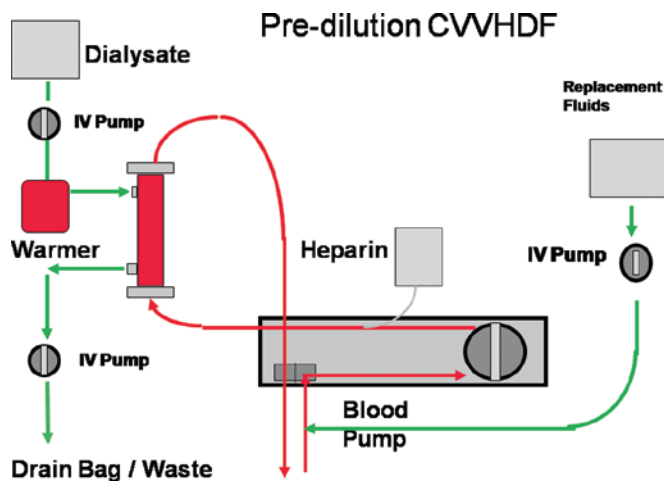 Pre-dilution CVVHDF
Dialysate
IV Pump
Replacement
Fluids
Warmer
Heparin
IV Pump
IV Pump
Blood
Pump
Drain Bag / Waste